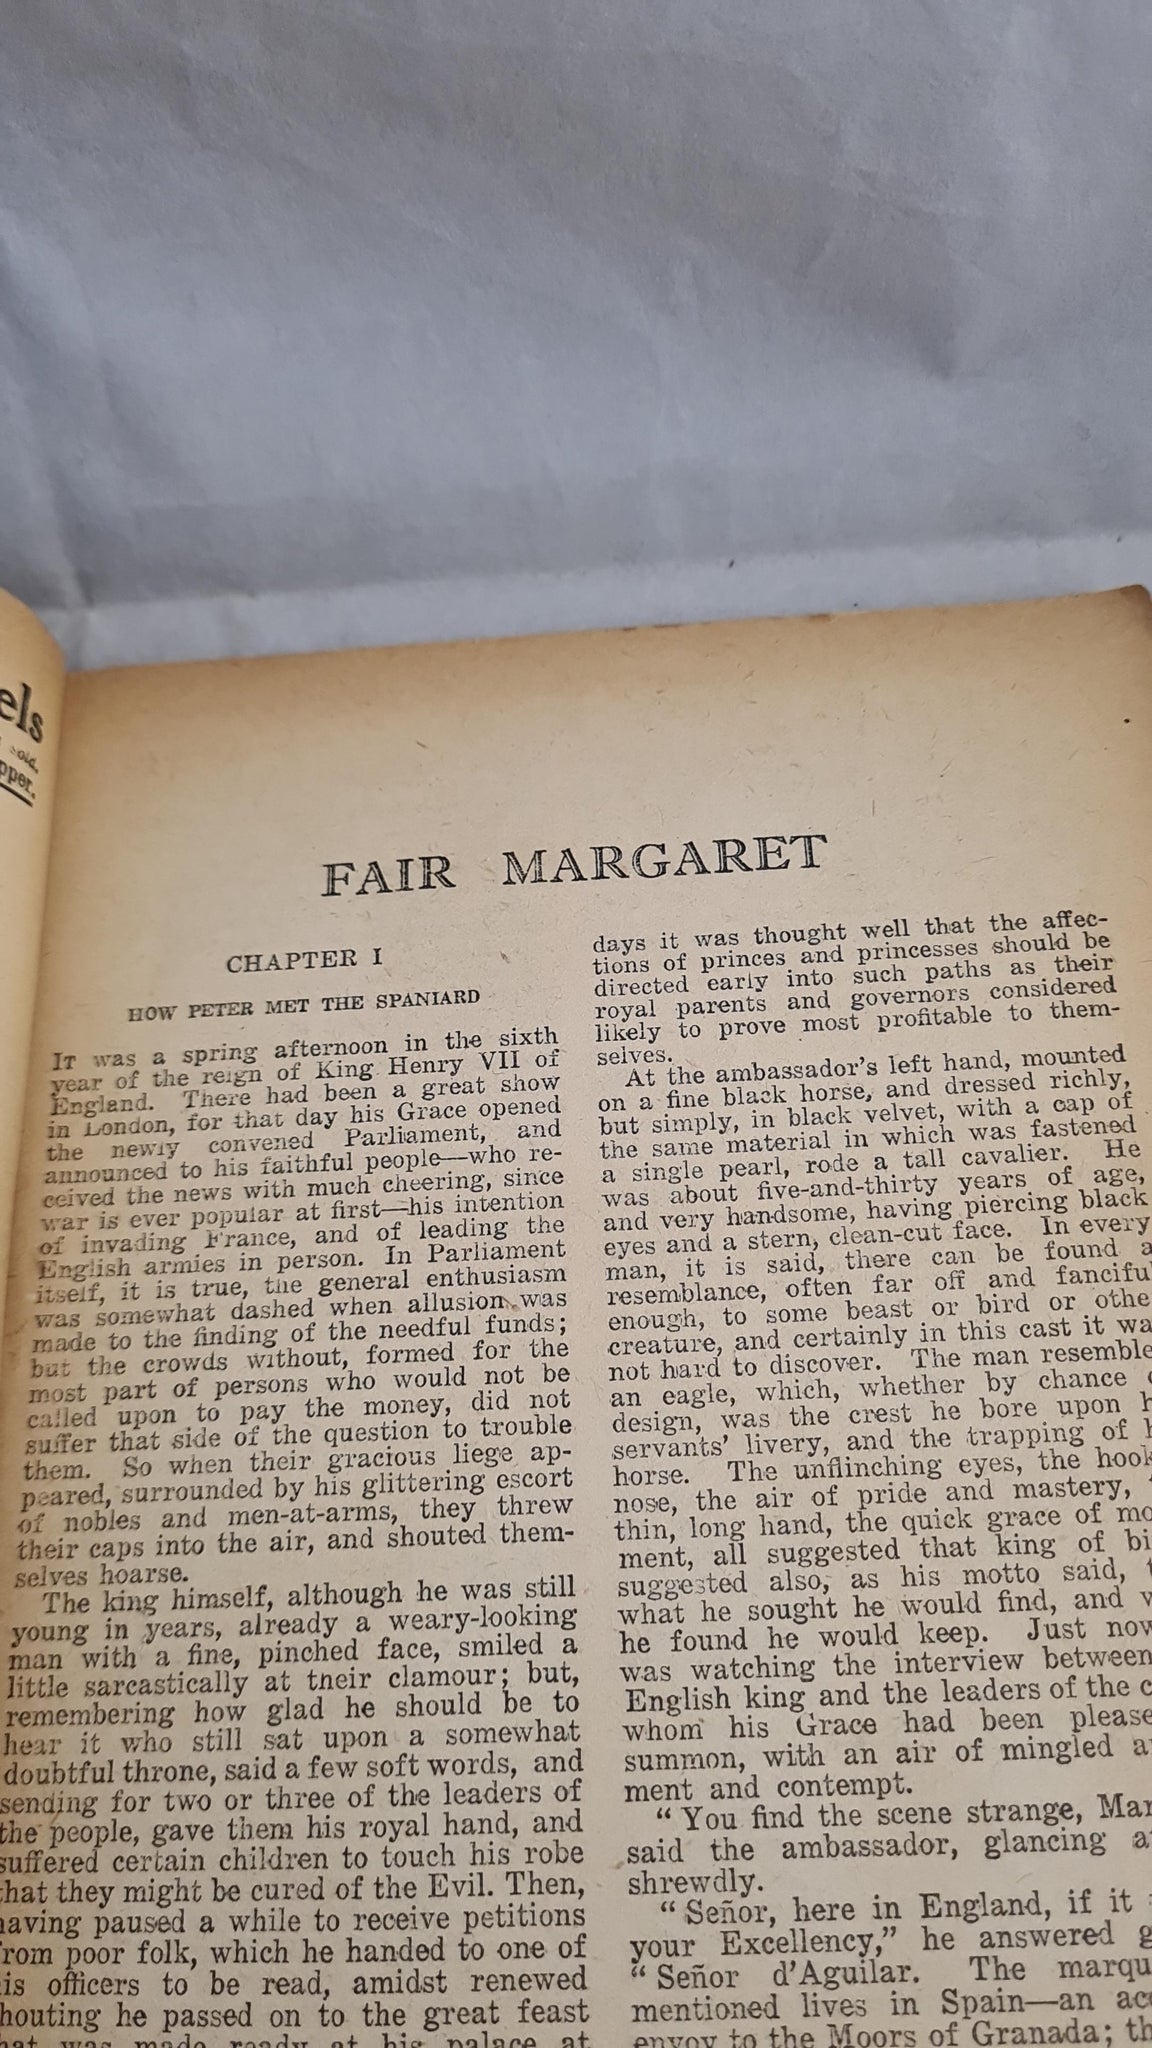 els
sold.
pper.
FAIR MARGARET
CHAPTER I
HOW PETER MET THE SPANIARD
IT was a spring afternoon in the sixth
year of the reign of King Henry VII of
England. There had been a great show
in London, for that day his Grace opened
the newly convened Parliament, and
announced to his faithful people—who re-
ceived the news with much cheering, since
war is ever popular at first—his intention
of invading France, and of leading the
English armies in person. In Parliament
itself, it is true, the general enthusiasm
was somewhat dashed when allusion was
made to the finding of the needful funds;
but the crowds without, formed for the
most part of persons who would not be
called upon to pay the money, did not
suffer that side of the question to trouble
them. So when their gracious liege ap-
peared, surrounded by his glittering escort
of nobles and men-at-arms, they threw
their caps into the air, and shouted them-
selves hoarse.
The king himself, although he was still
young in years, already a weary-looking
man with a fine, pinched face, smiled a
little sarcastically at their clamour; but,
remembering how glad he should be to
hear it who still sat upon a somewhat
doubtful throne, said a few soft words, and
sending for two or three of the leaders of
the people, gave them his royal hand, and
suffered certain children to touch his robe
that they might be cured of the Evil. Then,
having paused a while to receive petitions
from poor folk, which he handed to one of
is officers to be read, amidst renewed
houting he passed on to the great feast
hat was made ready at his palace at
days it was thought well that the affec-
tions of princes and princesses should be
directed early into such paths as their
royal parents and governors considered
likely to prove most profitable to them-
selves.
At the ambassador's left hand, mounted
on a fine black horse, and dressed richly,
but simply, in black velvet, with a cap of
the same material in which was fastened
a single pearl, rode a tall cavalier. He
was about five-and-thirty years of age,
and very handsome, having piercing black
eyes and a stern, clean-cut face. In every
man, it is said, there can be found a
resemblance, often far off and fanciful
enough, to some beast or bird or othe
creature, and certainly in this cast it wa
not hard to discover. The man resemble
an eagle, which, whether by chance o
design, was the crest he bore upon h
servants' livery, and the trapping of h
horse. The unflinching eyes, the hook
nose, the air of pride and mastery,
thin, long hand, the quick grace of mo
ment, all suggested that king of bi
suggested also, as his motto said, t
what he sought he would find, and w
he found he would keep. Just now
was watching the interview between
English king and the leaders of the c
whom his Grace had been please
summon, with an air of mingled a
ment and contempt.
"You find the scene strange, Mar
said the ambassador, glancing a
shrewdly.
"Señor, here in England, if it
your Excellency," he answered g
"Señor d'Aguilar. The marqu
mentioned lives in Spain—an acc
envoy to the Moors of Granada; th